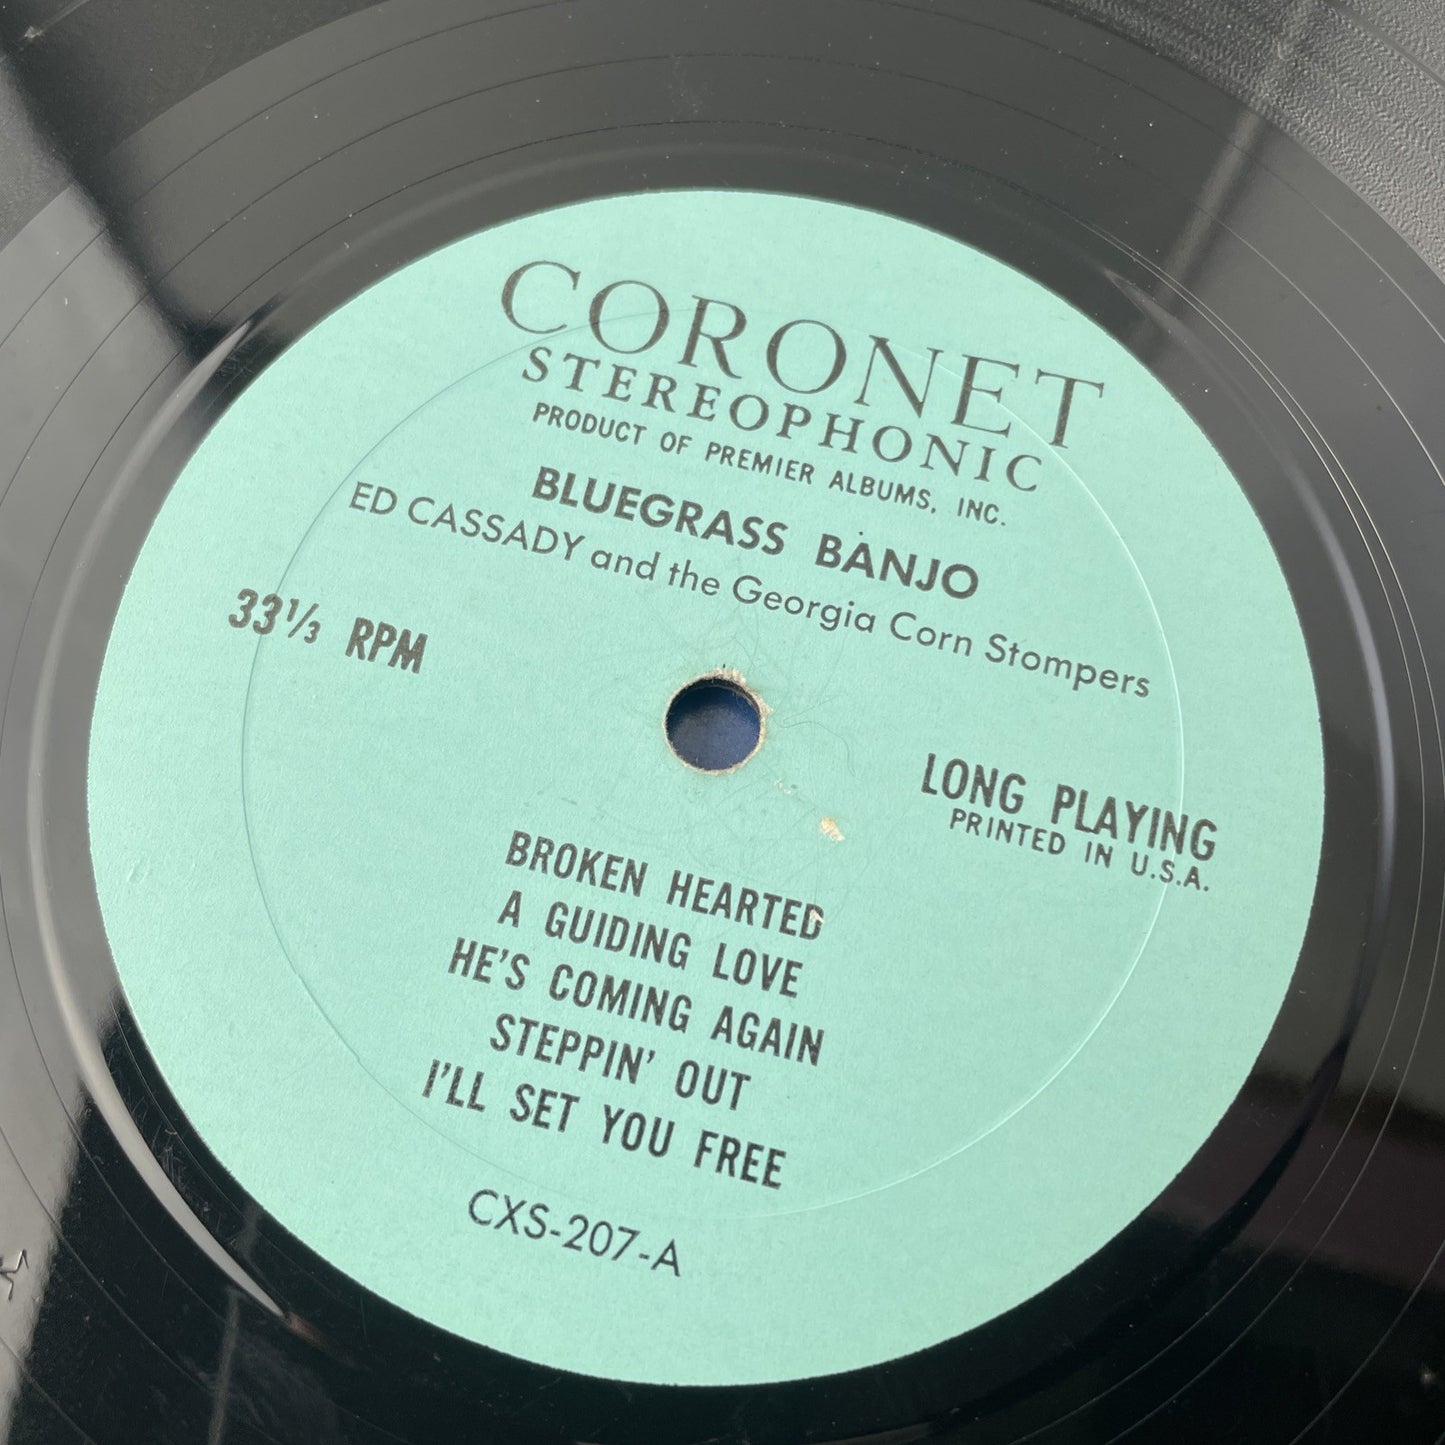 CORONET
STEREOPHONIC
PRODUCT OF PREMIER ALBUMS, INC.
BLUEGRASS BANJO
ED CASSADY and the Georgia Corn Stompers
33⅓ RPM
LONG PLAYING
PRINTED IN U.S.A.
BROKEN HEARTED
A GUIDING LOVE
HE'S COMING AGAIN
STEPPIN' OUT
I'LL SET YOU FREE
CXS-207-A